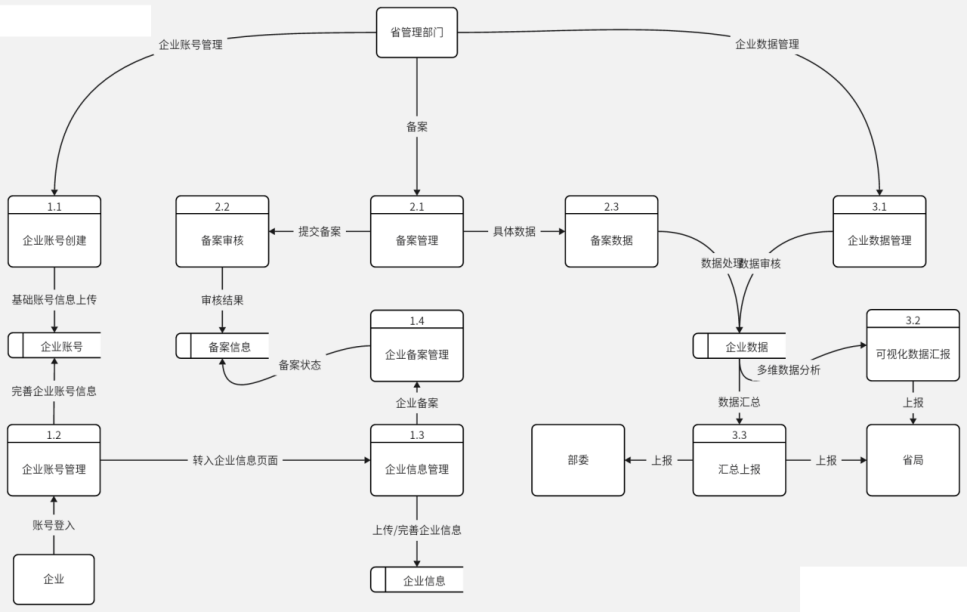 省管理部门
企业账号管理
企业数据管理
备案
1.1
企业账号创建
2.2
备案审核
提交备案
2.1
备案管理
具体数据
2.3
备案数据
3.1
企业数据管理
数据处理
数据审核
基础账号信息上传
审核结果
企业账号
备案信息
备案状态
1.4
企业备案管理
企业数据
多维数据分析
3.2
可视化数据汇报
完善企业账号信息
企业备案
数据汇总
上报
1.2
企业账号管理
转入企业信息页面
1.3
企业信息管理
部委
上报
3.3
汇总上报
上报
省局
账号登入
上传/完善企业信息
企业
企业信息